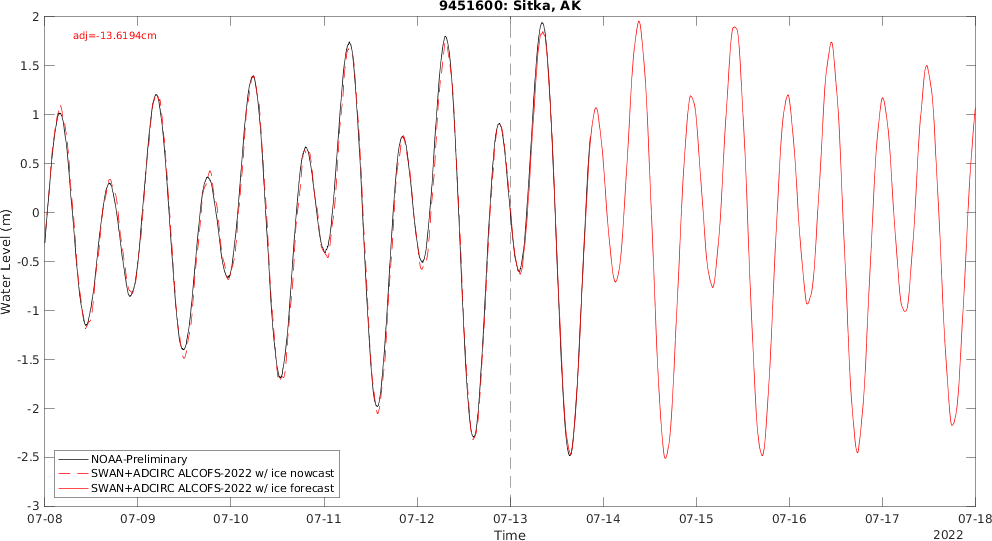 9451600: Sitka, AK
adj=-13.6194cm
Water Level (m)
2
1.5
1
0.5
0
-0.5
-1
-1.5
-2
-2.5
-3
NOAA-Preliminary
SWAN+ADCIRC ALCOFS-2022 w/ ice nowcast
SWAN+ADCIRC ALCOFS-2022 w/ ice forecast
07-08 07-09 07-10 07-11 07-12 07-13 07-14 07-15 07-16 07-17 07-18
Time
2022